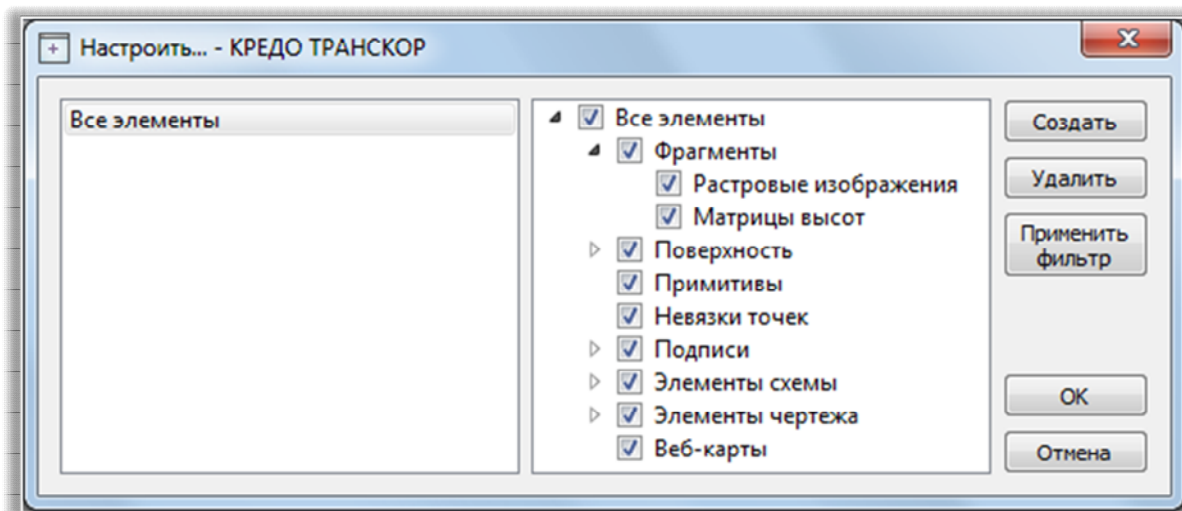 Настроить... - КРЕДО ТРАНСКОР
Все элементы
Все элементы
Фрагменты
Растровые изображения
Матрицы высот
Поверхность
Примитивы
Невязки точек
Подписи
Элементы схемы
Элементы чертежа
Веб-карты
Создать
Удалить
Применить
фильтр
ОК
Отмена